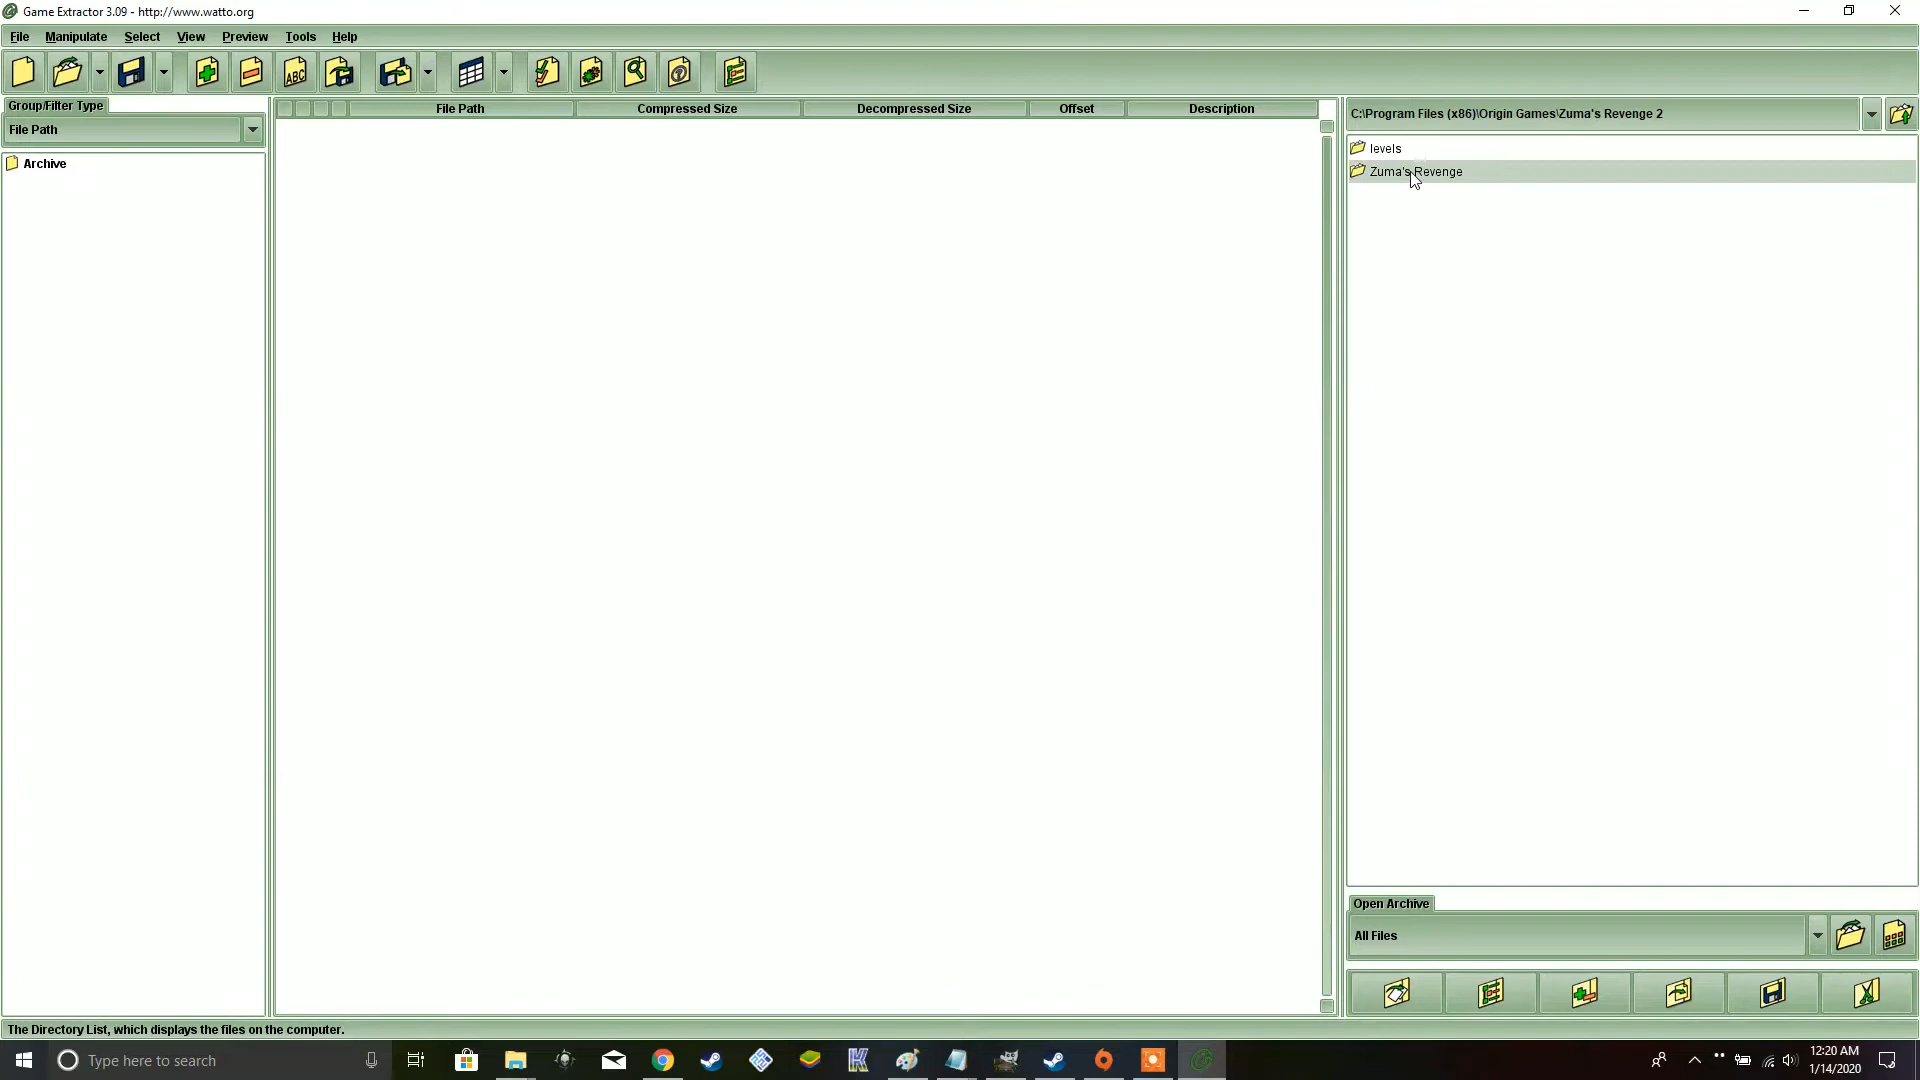 Game Extractor 3.09 - http://www.watto.org
File Manipulate Select View Preview Tools Help
ABC
Group/Filter Type
File Path
Archive
File Path Compressed Size Decompressed Size Offset Description
C:\Program Files (x86)\Origin Games\Zuma's Revenge 2
levels
Zuma's Revenge
Open Archive
All Files
The Directory List, which displays the files on the computer.
Type here to search
12:20 AM
1/14/2020